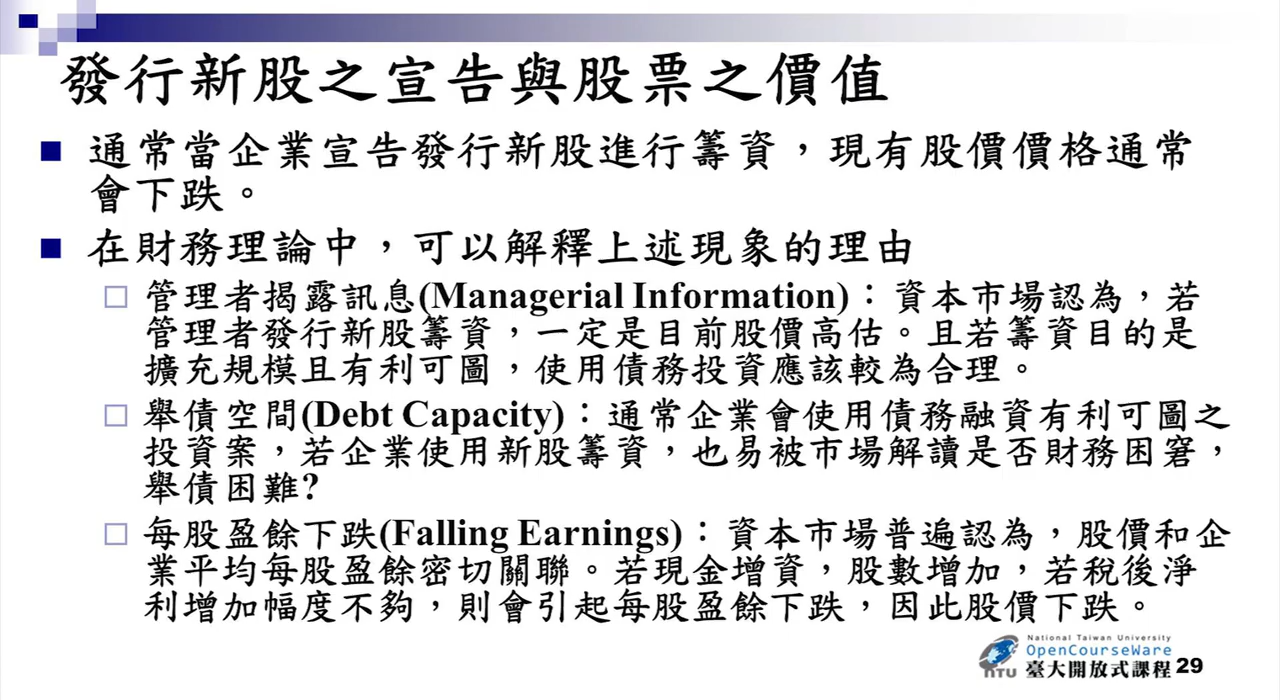 發行新股之宣告與股票之價值
通常當企業宣告發行新股進行籌資，現有股價價格通常
會下跌。
在財務理論中，可以解釋上述現象的理由
管理者揭露訊息(Managerial Information)：資本市場認為，若
管理者發行新股籌資，一定是目前股價高估。且若籌資目的是
擴充規模且有利可圖，使用債務投資應該較為合理。
舉債空間(Debt Capacity)：通常企業會使用債務融資有利可圖之
投資案，若企業使用新股籌資，也易被市場解讀是否財務困窘，
舉債困難?
每股盈餘下跌(Falling Earnings)：資本市場普遍認為，股價和企
業平均每股盈餘密切關聯。若現金增資，股數增加，若稅後淨
利增加幅度不夠，則會引起每股盈餘下跌，因此股價下跌。
National Taiwan University
OpenCourseWare
NTU 臺大開放式課程 29